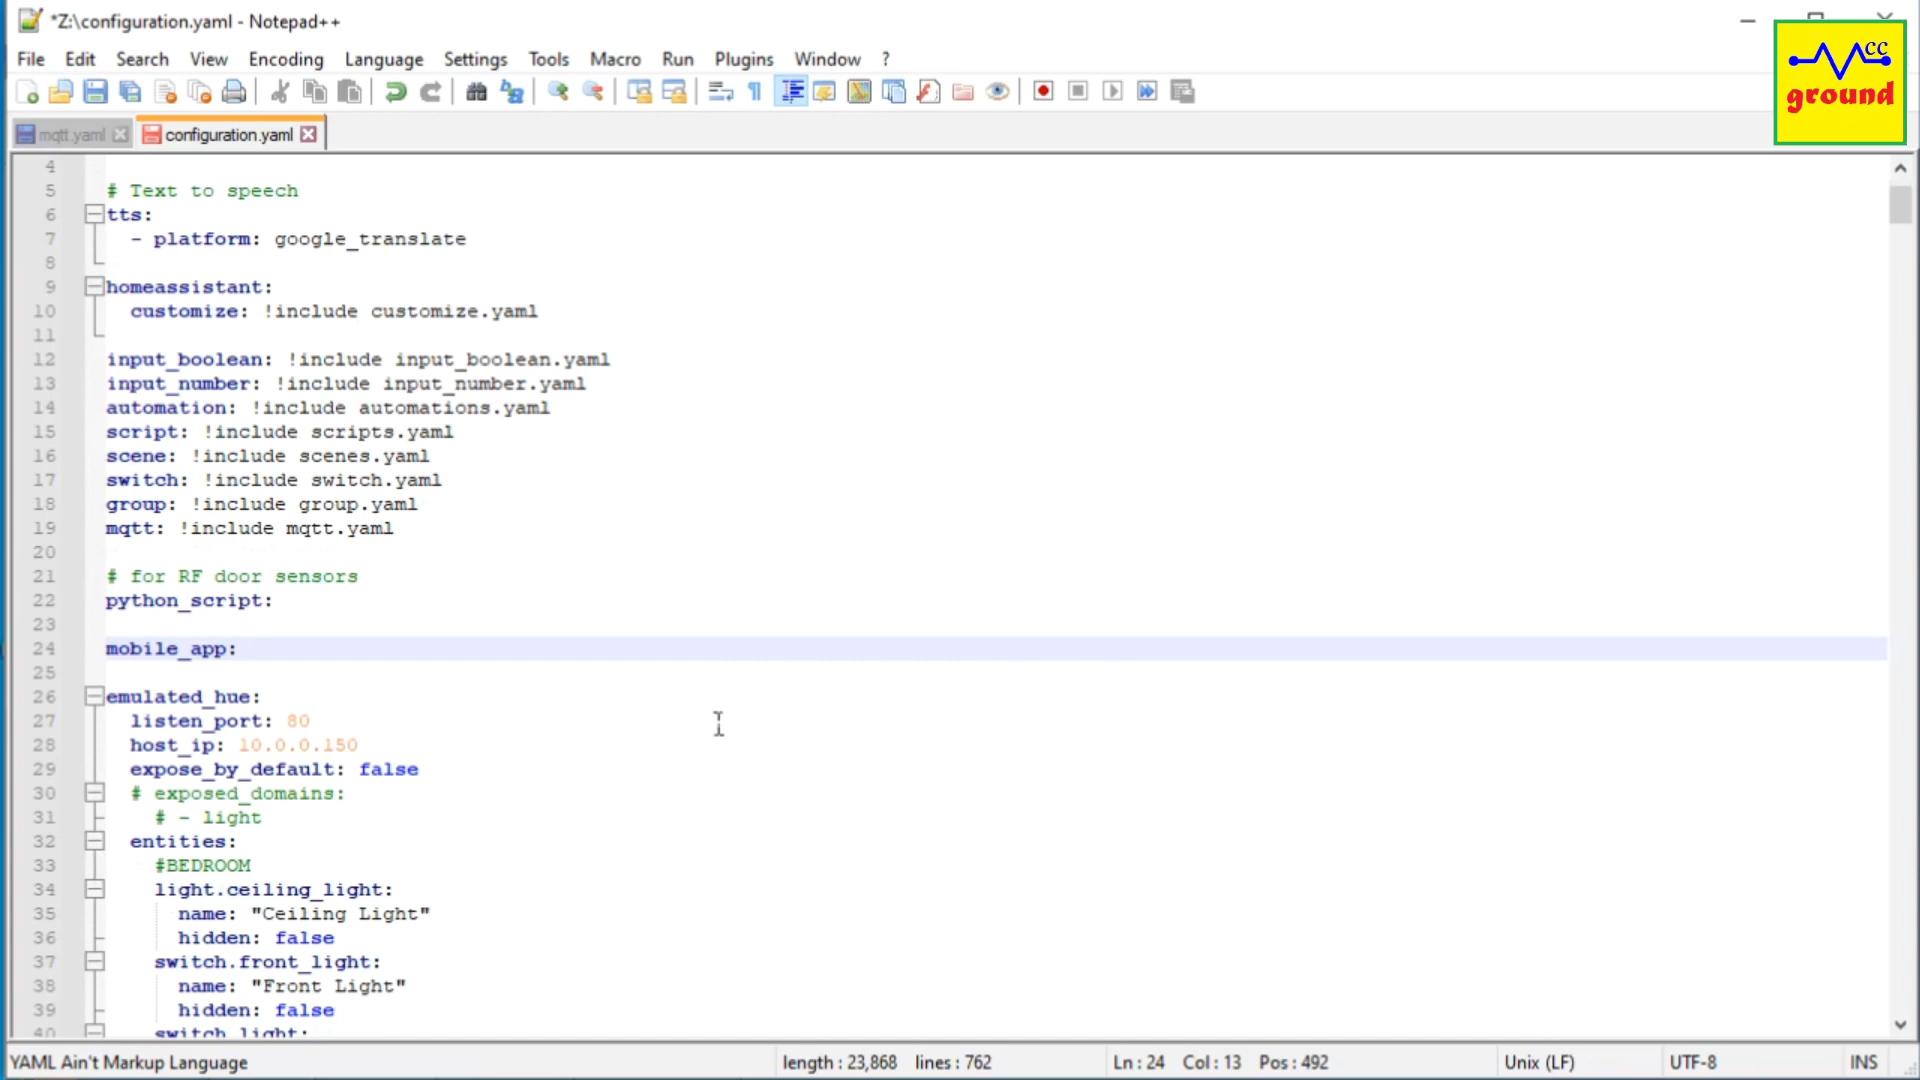 *Z:\configuration.yaml - Notepad++
File Edit Search View Encoding Language Settings Tools Macro Run Plugins Window ?
CC
ground
mqtt.yaml configuration.yaml
4
5 # Text to speech
6 tts:
7 - platform: google_translate
8
9 homeassistant:
10 customize: !include customize.yaml
11
12 input_boolean: !include input_boolean.yaml
13 input_number: !include input_number.yaml
14 automation: !include automations.yaml
15 script: !include scripts.yaml
16 scene: !include scenes.yaml
17 switch: !include switch.yaml
18 group: !include group.yaml
19 mqtt: !include mqtt.yaml
20
21 # for RF door sensors
22 python_script:
23
24 mobile_app:
25
26 emulated_hue:
27 listen_port: 80
28 host_ip: 10.0.0.150
29 expose_by_default: false
30 # exposed_domains:
31 # - light
32 entities:
33 #BEDROOM
34 light.ceiling_light:
35 name: "Ceiling Light"
36 hidden: false
37 switch.front_light:
38 name: "Front Light"
39 hidden: false
40 switch.light:
YAML Ain't Markup Language length : 23,868 lines : 762 Ln : 24 Col : 13 Pos : 492 Unix (LF) UTF-8 INS